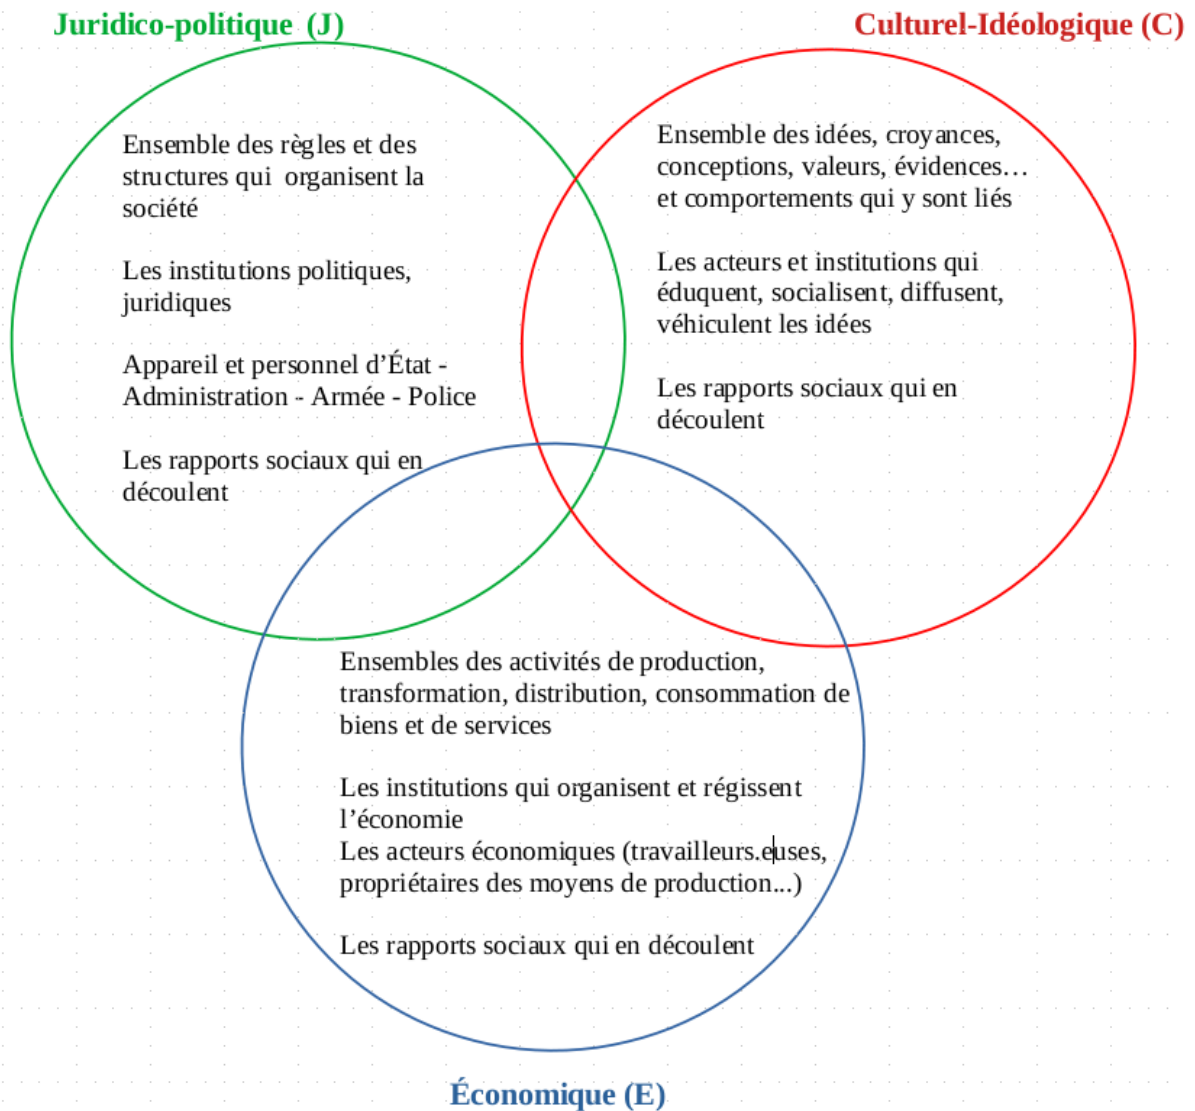 Juridico-politique (J)
Culturel-Idéologique (C)
Ensemble des règles et des
structures qui organisent la
société
Les institutions politiques,
juridiques
Appareil et personnel d’État -
Administration - Armée - Police
Les rapports sociaux qui en
découlent
Ensemble des idées, croyances,
conceptions, valeurs, évidences…
et comportements qui y sont liés
Les acteurs et institutions qui
éduquent, socialisent, diffusent,
véhiculent les idées
Les rapports sociaux qui en
découlent
Ensembles des activités de production,
transformation, distribution, consommation de
biens et de services
Les institutions qui organisent et régissent
l’économie
Les acteurs économiques (travailleurs.euses,
propriétaires des moyens de production...)
Les rapports sociaux qui en découlent
Économique (E)